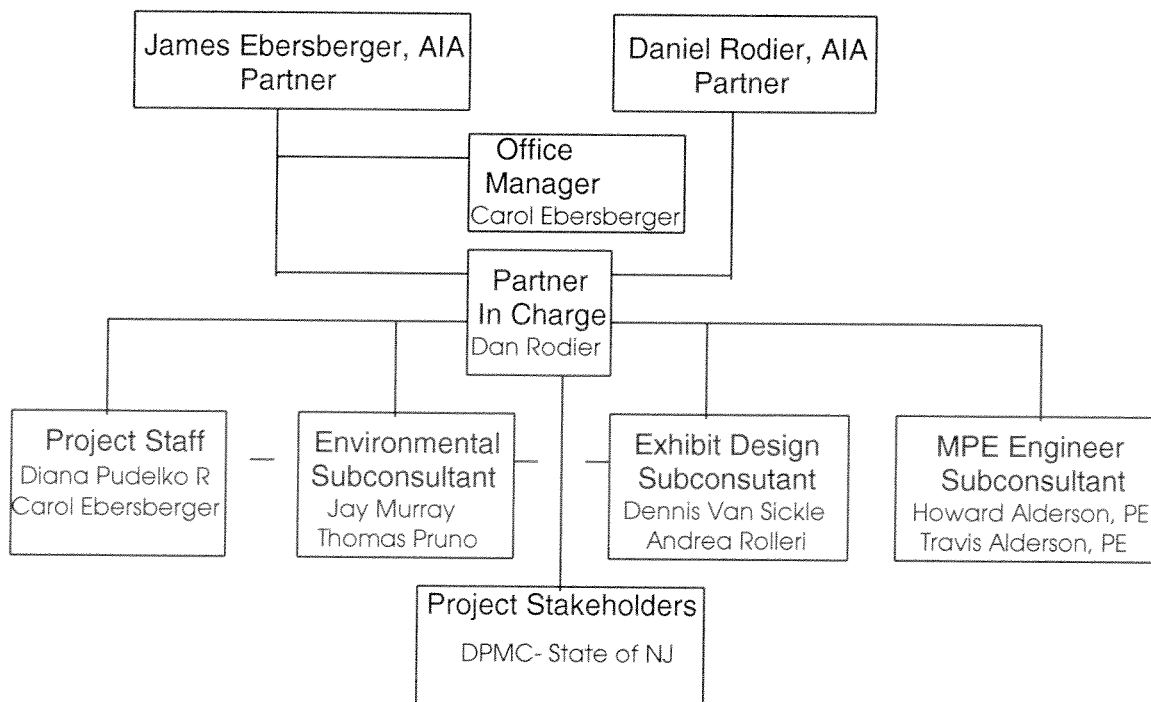 James Ebersberger, AIA
Partner
Daniel Rodier, AIA
Partner
Office
Manager
Carol Ebersberger
Partner
In Charge
Dan Rodier
Project Staff
Diana Pudelko R
Carol Ebersberger
Environmental
Subconsultant
Jay Murray
Thomas Pruno
Exhibit Design
Subconsutant
Dennis Van Sickle
Andrea Rolleri
MPE Engineer
Subconsultant
Howard Alderson, PE
Travis Alderson, PE
Project Stakeholders
DPMC- State of NJ